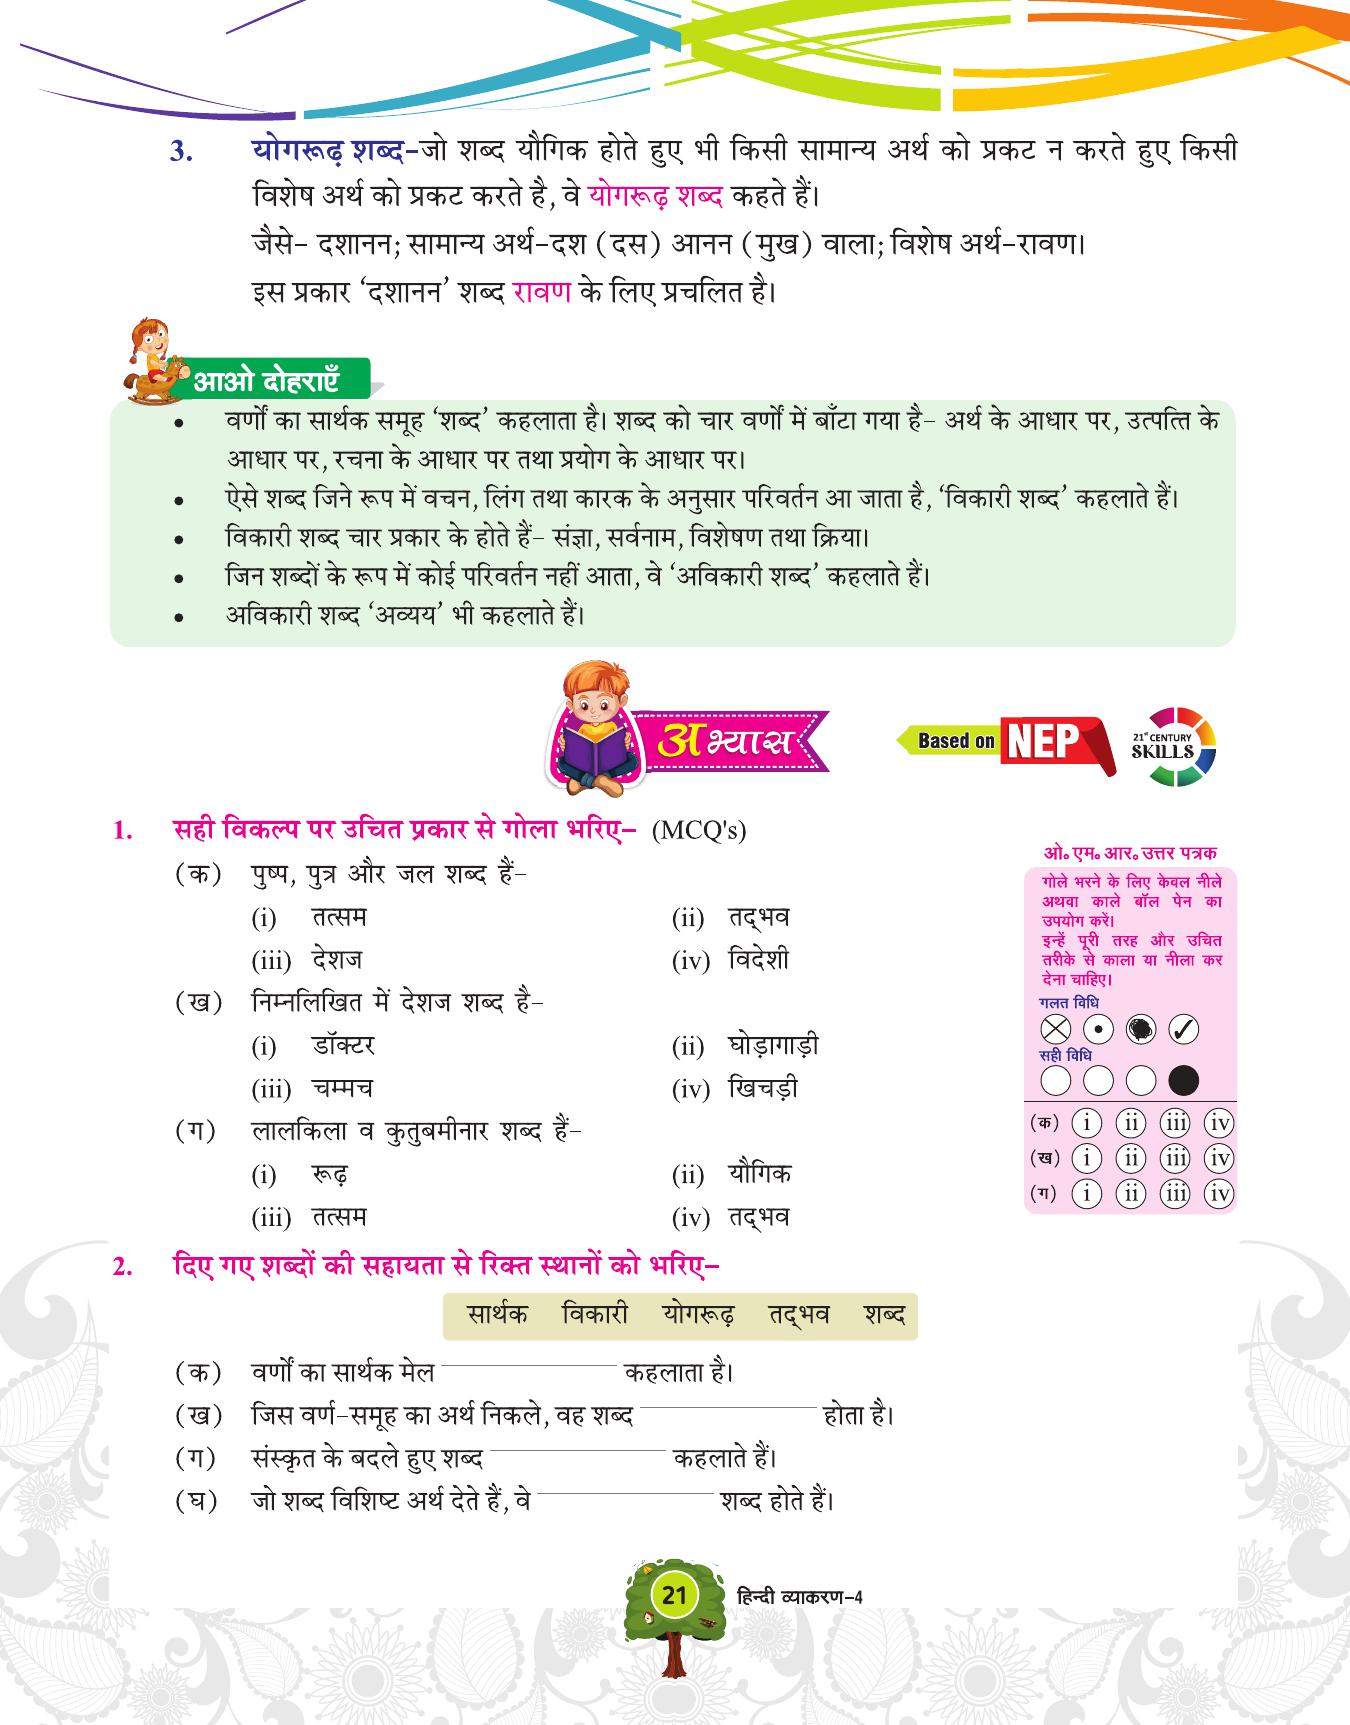 3. योगरूढ़ शब्द-जो शब्द यौगिक होते हुए भी किसी सामान्य अर्थ को प्रकट न करते हुए किसी
विशेष अर्थ को प्रकट करते है, वे योगरूढ़ शब्द कहते हैं।
जैसे- दशानन; सामान्य अर्थ-दश (दस) आनन (मुख) वाला; विशेष अर्थ-रावण।
इस प्रकार ‘दशानन’ शब्द रावण के लिए प्रचलित है।
आओ दोहराएँ
• वर्णों का सार्थक समूह ‘शब्द’ कहलाता है। शब्द को चार वर्णों में बाँटा गया है- अर्थ के आधार पर, उत्पत्ति के
आधार पर, रचना के आधार पर तथा प्रयोग के आधार पर।
• ऐसे शब्द जिने रूप में वचन, लिंग तथा कारक के अनुसार परिवर्तन आ जाता है, ‘विकारी शब्द’ कहलाते हैं।
• विकारी शब्द चार प्रकार के होते हैं- संज्ञा, सर्वनाम, विशेषण तथा क्रिया।
• जिन शब्दों के रूप में कोई परिवर्तन नहीं आता, वे ‘अविकारी शब्द’ कहलाते हैं।
• अविकारी शब्द ‘अव्यय’ भी कहलाते हैं।
अभ्यास
Based on NEP
21st CENTURY
SKILLS
1. सही विकल्प पर उचित प्रकार से गोला भरिए- (MCQ's)
(क) पुष्प, पुत्र और जल शब्द हैं-
(i) तत्सम (ii) तद्‌भव
(iii) देशज (iv) विदेशी
(ख) निम्नलिखित में देशज शब्द है-
(i) डॉक्टर (ii) घोड़ागाड़ी
(iii) चम्मच (iv) खिचड़ी
(ग) लालकिला व कुतुबमीनार शब्द हैं-
(i) रूढ़ (ii) यौगिक
(iii) तत्सम (iv) तद्‌भव
ओ॰ एम॰ आर॰ उत्तर पत्रक
गोले भरने के लिए केवल नीले
अथवा काले बॉल पेन का
उपयोग करें।
इन्हें पूरी तरह और उचित
तरीके से काला या नीला कर
देना चाहिए।
गलत विधि
सही विधि
(क) i ii iii iv
(ख) i ii iii iv
(ग) i ii iii iv
2. दिए गए शब्दों की सहायता से रिक्त स्थानों को भरिए-
सार्थक विकारी योगरूढ़ तद्‌भव शब्द
(क) वर्णों का सार्थक मेल ________ कहलाता है।
(ख) जिस वर्ण-समूह का अर्थ निकले, वह शब्द ________ होता है।
(ग) संस्कृत के बदले हुए शब्द ________ कहलाते हैं।
(घ) जो शब्द विशिष्ट अर्थ देते हैं, वे ________ शब्द होते हैं।
21 हिन्दी व्याकरण-4